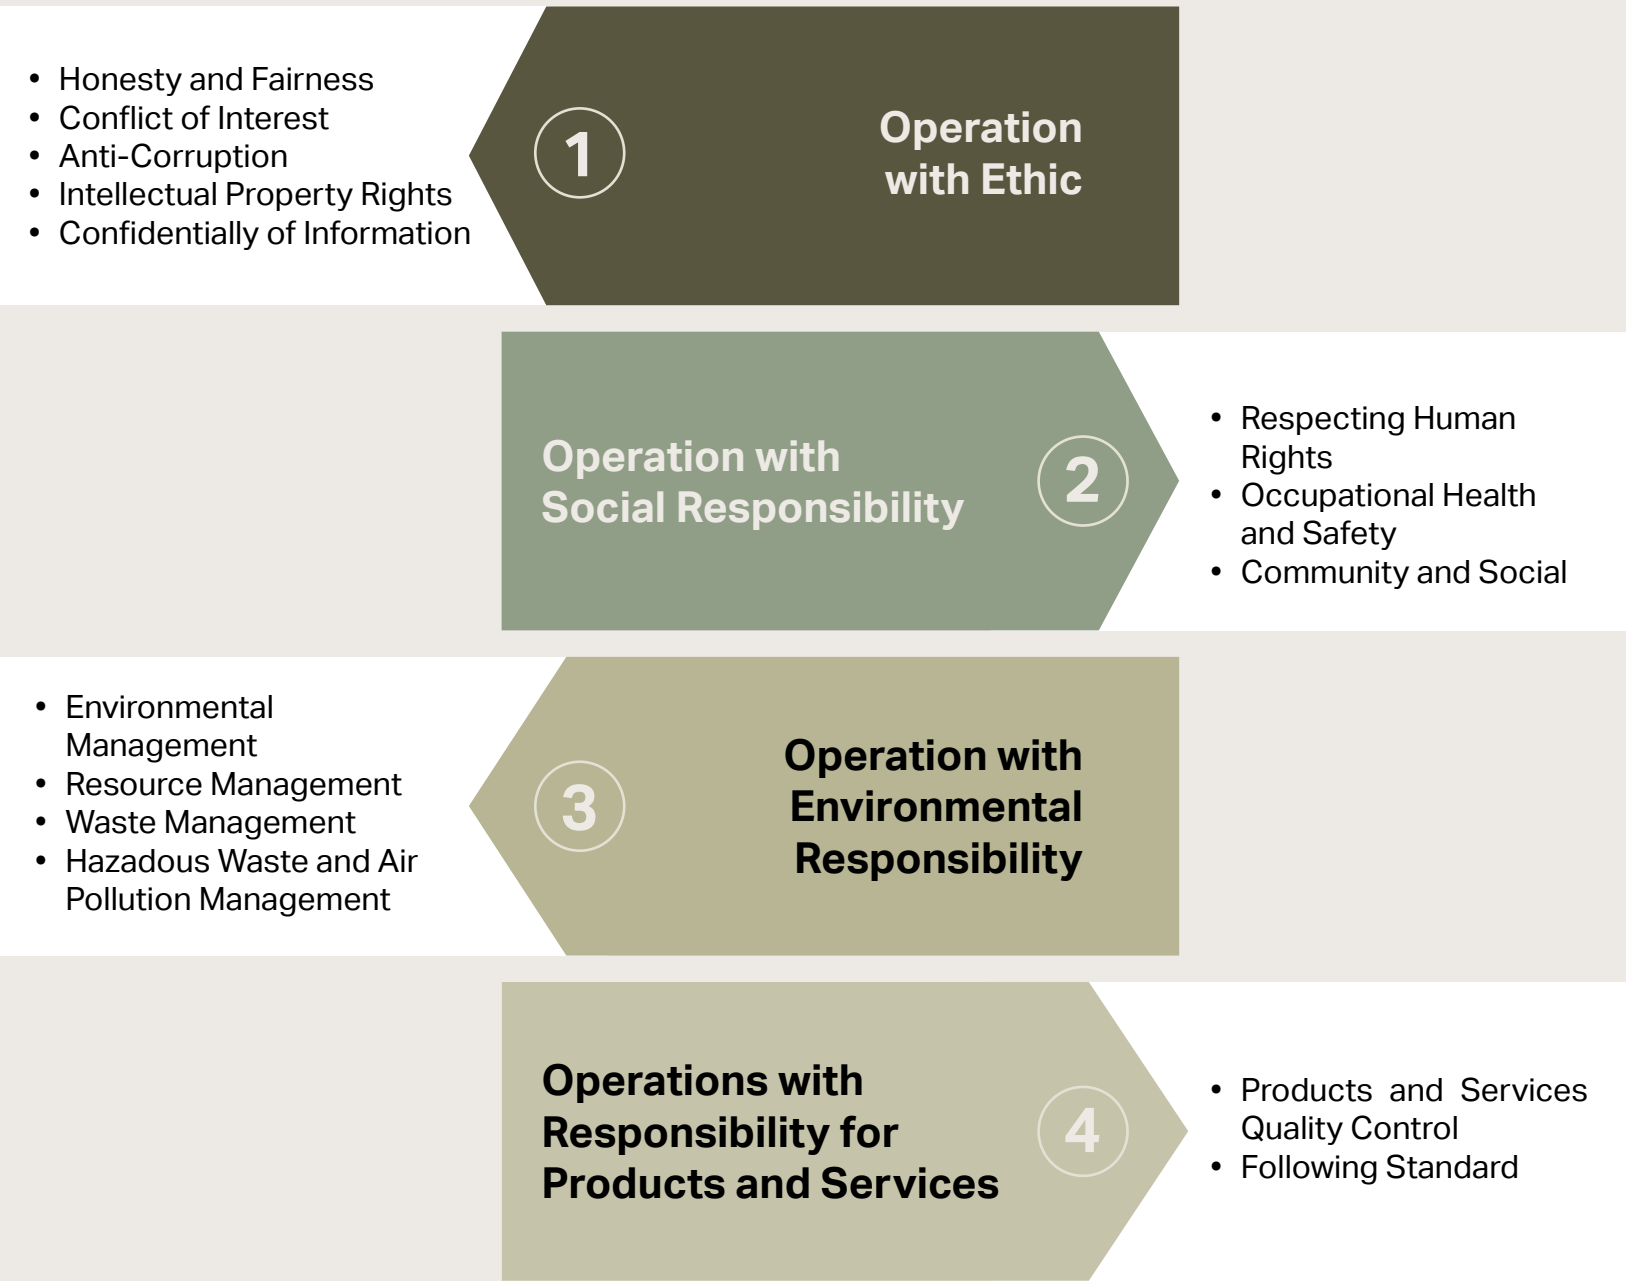 • Honesty and Fairness
• Conflict of Interest
• Anti-Corruption
• Intellectual Property Rights
• Confidentially of Information
1
Operation
with Ethic
Operation with
Social Responsibility
2
• Respecting Human
Rights
• Occupational Health
and Safety
• Community and Social
• Environmental
Management
• Resource Management
• Waste Management
• Hazadous Waste and Air
Pollution Management
3
Operation with
Environmental
Responsibility
Operations with
Responsibility for
Products and Services
4
• Products and Services
Quality Control
• Following Standard